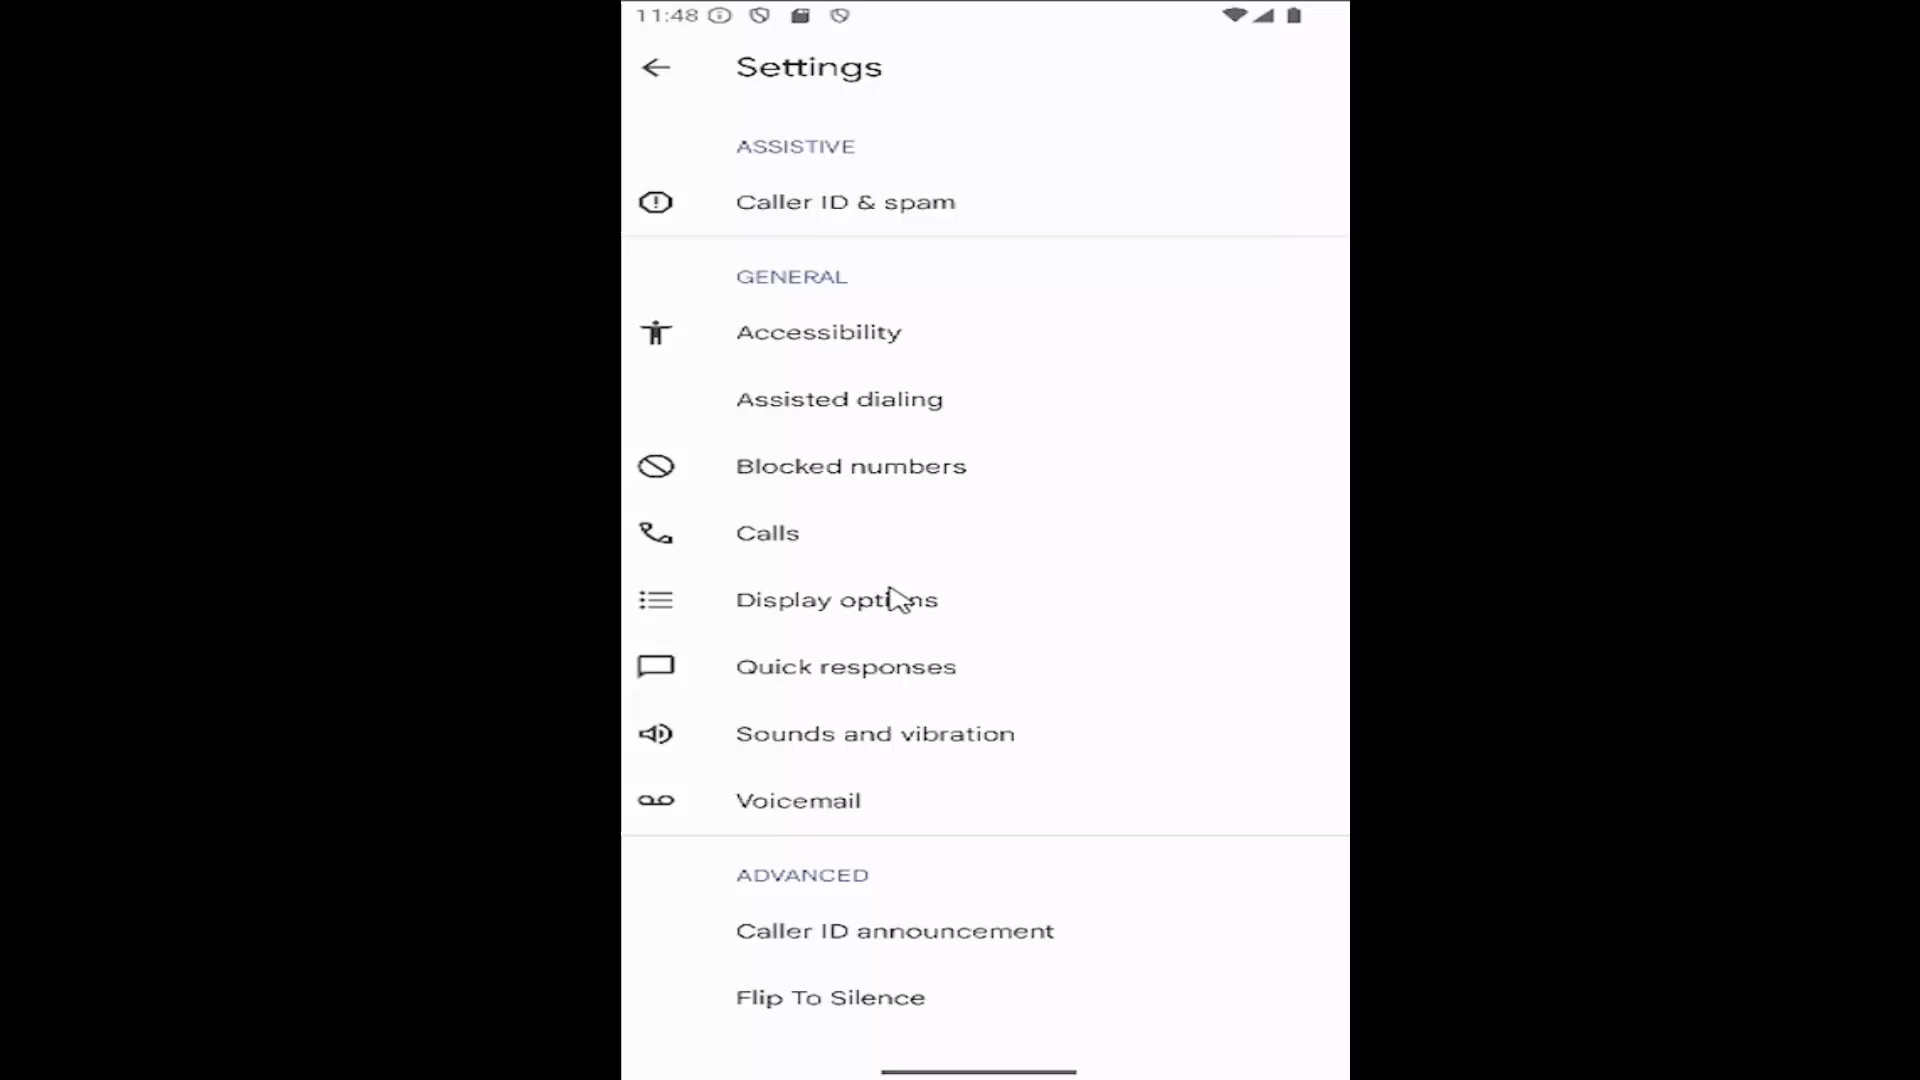 11:48
Settings
ASSISTIVE
Caller ID & spam
GENERAL
Accessibility
Assisted dialing
Blocked numbers
Calls
Display options
Quick responses
Sounds and vibration
Voicemail
ADVANCED
Caller ID announcement
Flip To Silence